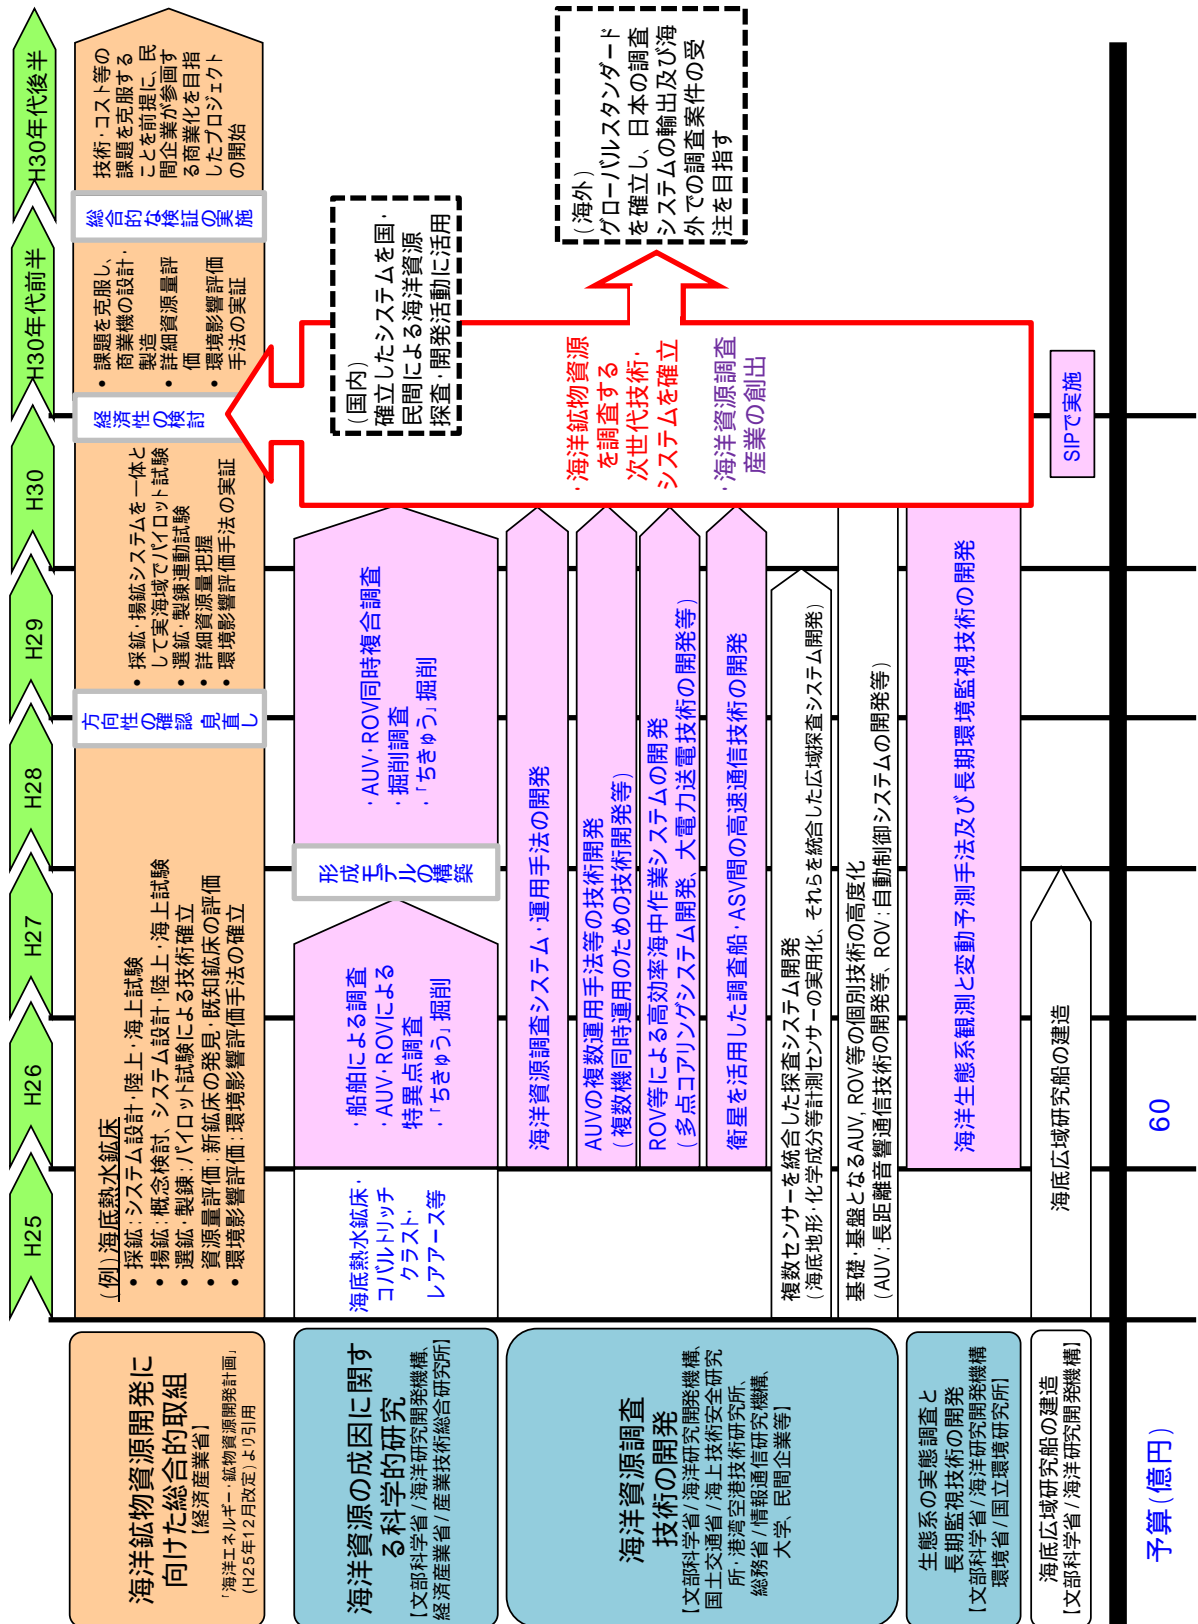 H25
H26
H27
H28
H29
H30
H30年代前半
H30年代後半
海洋鉱物資源開発に
向けた総合的取組
【経済産業省】
「海洋エネルギー・鉱物資源開発計画」
(H25年12月改定)より引用
(例)海底熱水鉱床
• 採鉱:システム設計・陸上・海上試験
• 揚鉱:概念検討、システム設計・陸上・海上試験
• 選鉱・製錬:パイロット試験による技術確立
• 資源量評価:新鉱床の発見・既知鉱床の評価
• 環境影響評価:環境影響評価手法の確立
方向性の確認 見直し
• 採鉱・揚鉱システムを一体と
して実海域でパイロット試験
• 選鉱・製錬連動試験
• 詳細資源量把握
• 環境影響評価手法の実証
経済性の検討
• 課題を克服し、
商業機の設計・
製造
• 詳細資源量評
価
• 環境影響評価
手法の実証
総合的な検証の実施
技術・コスト等の
課題を克服する
ことを前提に、民
間企業が参画す
る商業化を目指
したプロジェクト
の開始
海洋資源の成因に関す
る科学的研究
【文部科学省/海洋研究開発機構、
経済産業省/産業技術総合研究所】
海底熱水鉱床・
コバルトリッチ
クラスト・
レアアース等
・船舶による調査
・AUV・ROVによる
特異点調査
・「ちきゅう」掘削
形成モデルの構築
・AUV・ROV同時複合調査
・掘削調査
・「ちきゅう」掘削
(国内)
確立したシステムを国・
民間による海洋資源
探査・開発活動に活用
海洋資源調査
技術の開発
【文部科学省/海洋研究開発機構、
国土交通省/海上技術安全研究
所・港湾空港技術研究所、
総務省/情報通信研究機構、
大学、民間企業等】
海洋資源調査システム・運用手法の開発
AUVの複数運用手法等の技術開発
(複数機同時運用のための技術開発等)
ROV等による高効率海中作業システムの開発
(多点コアリングシステム開発、大電力送電技術の開発等)
衛星を活用した調査船・ASV間の高速通信技術の開発
複数センサーを統合した探査システム開発
(海底地形・化学成分等計測センサーの実用化、それらを統合した広域探査システム開発)
基礎・基盤となるAUV, ROV等の個別技術の高度化
(AUV:長距離音響通信技術の開発等、ROV:自動制御システムの開発等)
・海洋鉱物資源
を調査する
次世代技術・
システムを確立
・海洋資源調査
産業の創出
(海外)
グローバルスタンダード
を確立し、日本の調査
システムの輸出及び海
外での調査案件の受
注を目指す
生態系の実態調査と
長期監視技術の開発
【文部科学省/海洋研究開発機構
環境省/国立環境研究所】
海洋生態系観測と変動予測手法及び長期環境監視技術の開発
海底広域研究船の建造
【文部科学省/海洋研究開発機構】
海底広域研究船の建造
SIPで実施
予算(億円)
60